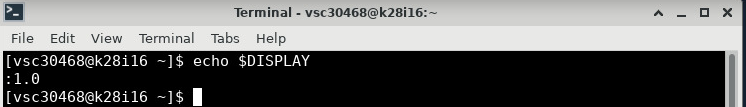 Terminal - vsc30468@k28i16:~
File Edit View Terminal Tabs Help
[vsc30468@k28i16 ~]$ echo $DISPLAY
:1.0
[vsc30468@k28i16 ~]$